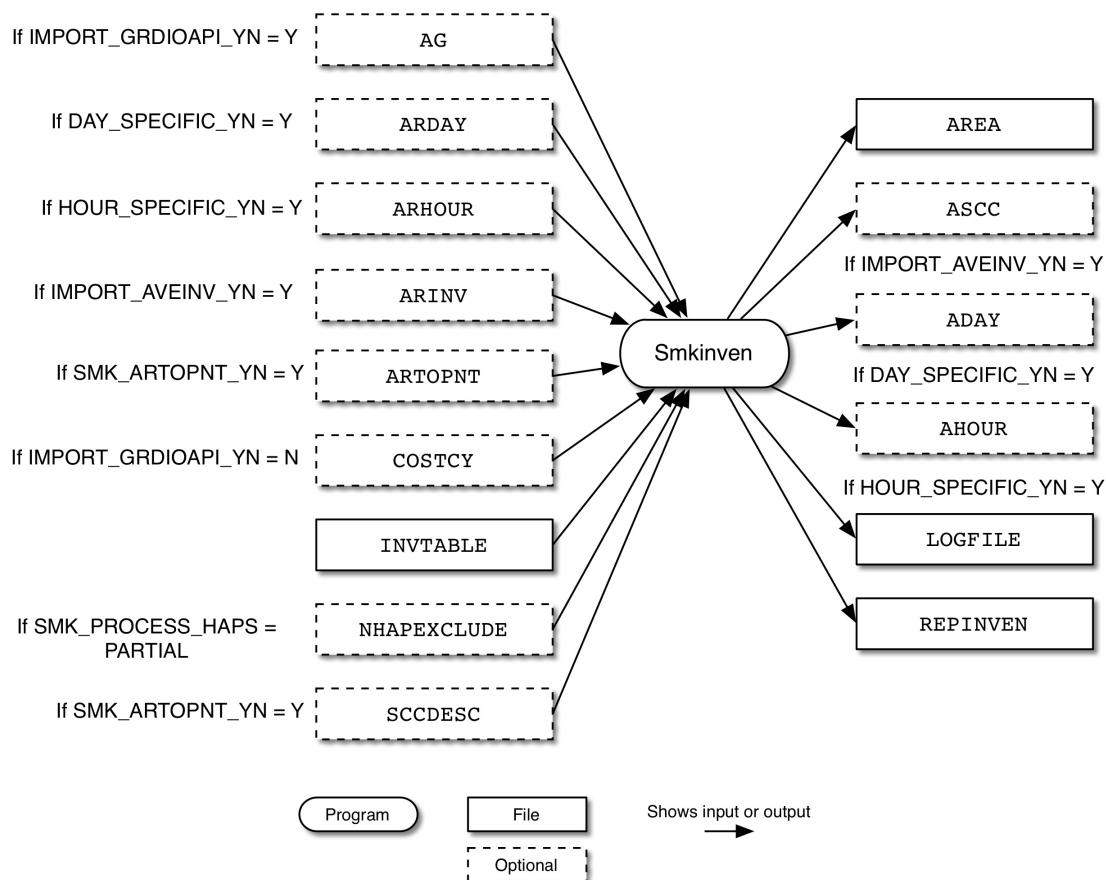 If IMPORT_GRDIOAPI_YN = Y
AG
If DAY_SPECIFIC_YN = Y
ARDAY
If HOUR_SPECIFIC_YN = Y
ARHOUR
If IMPORT_AVEINV_YN = Y
ARINV
If SMK_ARTOPNT_YN = Y
ARTOPNT
If IMPORT_GRDIOAPI_YN = N
COSTCY
INVTABLE
If SMK_PROCESS_HAPS =
PARTIAL
NHAPEXCLUDE
If SMK_ARTOPNT_YN = Y
SCCDESC
Smkinven
AREA
ASCC
If IMPORT_AVEINV_YN = Y
ADAY
If DAY_SPECIFIC_YN = Y
AHOUR
If HOUR_SPECIFIC_YN = Y
LOGFILE
REPINVEN
Program
File
Shows input or output
Optional